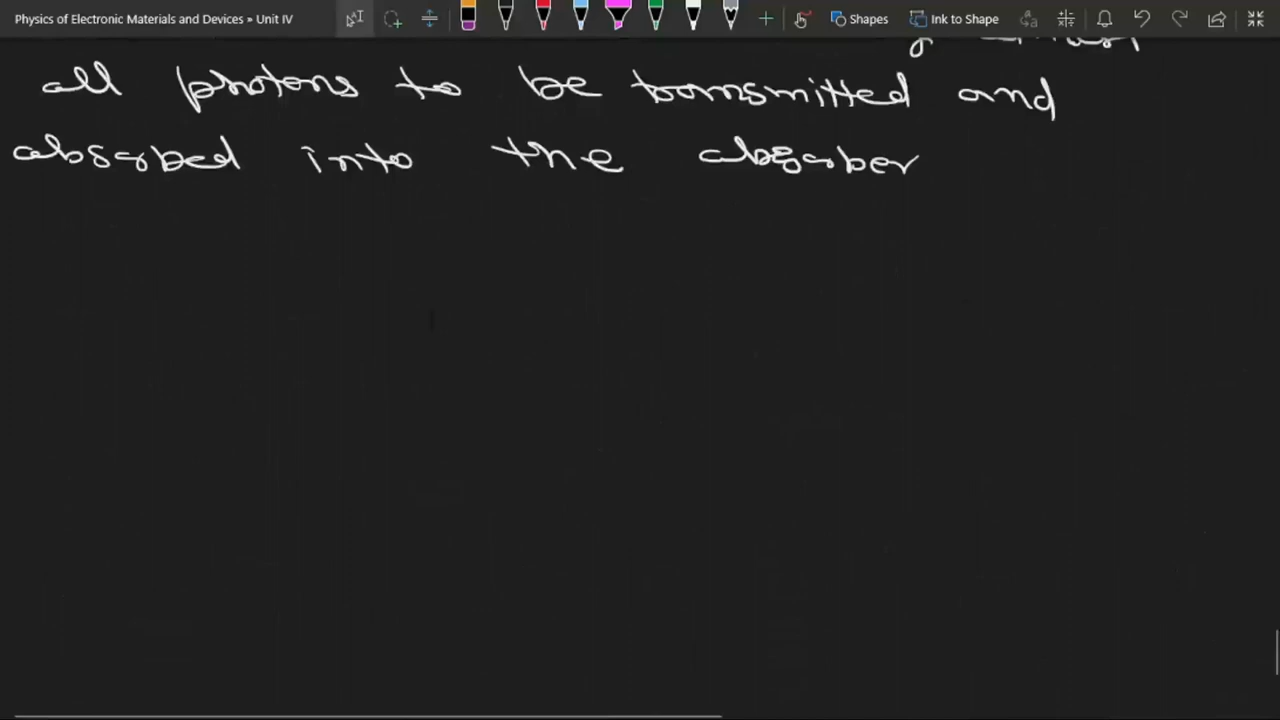 Physics of Electronic Materials and Devices » Unit IV
Shapes
Ink to Shape
all photons to be transmitted and
absorbed into the absorber